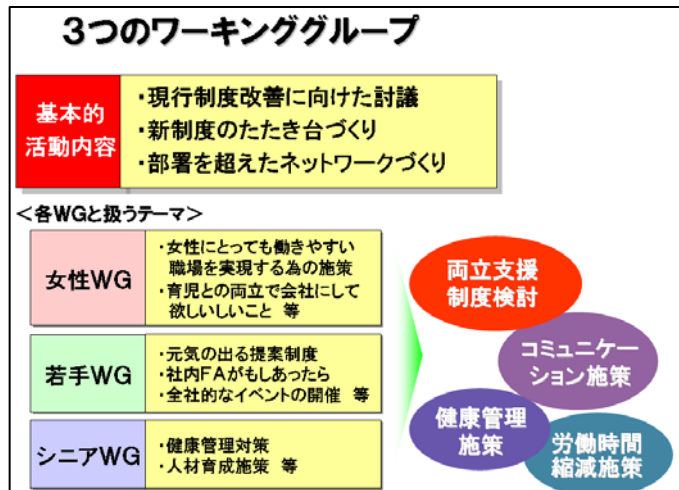 3つのワーキンググループ
基本的
活動内容
・現行制度改善に向けた討議
・新制度のたたき台づくり
・部署を超えたネットワークづくり
＜各WGと扱うテーマ＞
女性WG
・女性にとっても働きやすい
職場を実現する為の施策
・育児との両立で会社にして
欲しいしいこと 等
若手WG
・元気の出る提案制度
・社内FAがもしあったら
・全社的なイベントの開催 等
シニアWG
・健康管理対策
・人材育成施策 等
両立支援
制度検討
コミュニケー
ション施策
健康管理
施策
労働時間
縮減施策